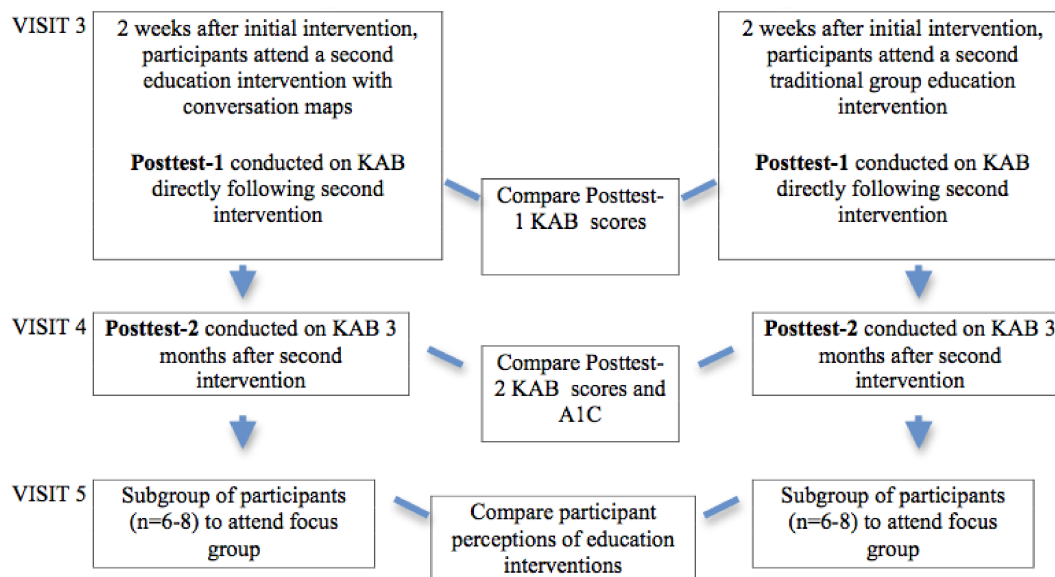 VISIT 3
2 weeks after initial intervention,
participants attend a second
education intervention with
conversation maps
Posttest-1 conducted on KAB
directly following second
intervention
Compare Posttest-
1 KAB scores
2 weeks after initial intervention,
participants attend a second
traditional group education
intervention
Posttest-1 conducted on KAB
directly following second
intervention
VISIT 4
Posttest-2 conducted on KAB 3
months after second
intervention
Compare Posttest-
2 KAB scores and
A1C
Posttest-2 conducted on KAB 3
months after second
intervention
VISIT 5
Subgroup of participants
(n=6-8) to attend focus
group
Compare participant
perceptions of education
interventions
Subgroup of participants
(n=6-8) to attend focus
group